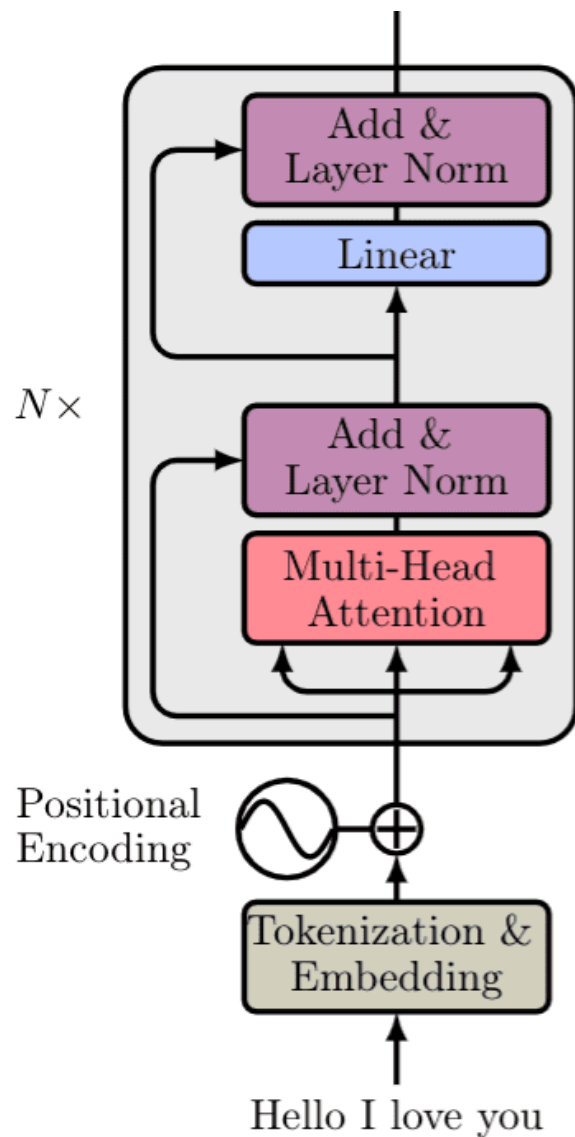 Add &
Layer Norm
Linear
N×
Add &
Layer Norm
Multi-Head
Attention
Positional
Encoding
Tokenization &
Embedding
Hello I love you